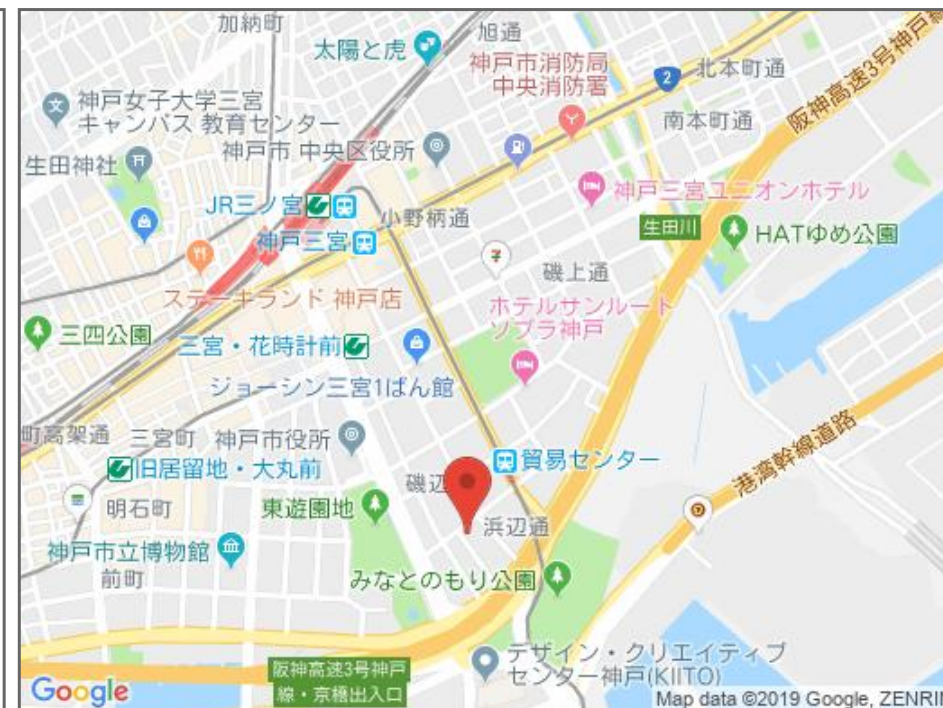 加納町
旭通
太陽と虎
神戸市消防局
中央消防署
2
北本町通
阪神高速3号神戸線
神戸女子大学三宮
キャンパス 教育センター
南本町通
神戸市 中央区役所
生田神社
神戸三宮ユニオンホテル
JR三ノ宮
小野柄通
生田川
HATゆめ公園
神戸三宮
磯上通
ステーキランド 神戸店
ホテルサンルート
ソプラ神戸
三四公園
三宮・花時計前
ジョーシン三宮1ばん館
町高架通
三宮町
神戸市役所
旧居留地・大丸前
貿易センター
港湾幹線道路
磯辺
明石町
東遊園地
浜辺通
神戸市立博物館
前町
みなとのもり公園
デザイン・クリエイティブ
センター神戸(KIITO)
阪神高速3号神戸
線・京橋出入口
Google
Map data ©2019 Google, ZENRIN